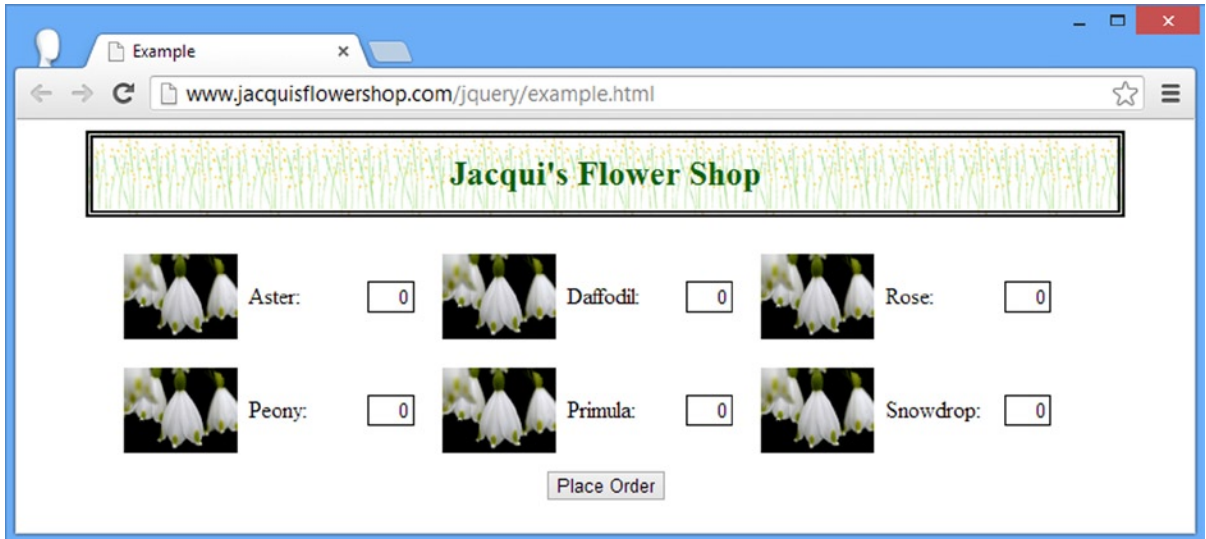 Example
www.jacquisflowershop.com/jquery/example.html
Jacqui's Flower Shop
Aster: 0 Daffodil: 0 Rose: 0
Peony: 0 Primula: 0 Snowdrop: 0
Place Order